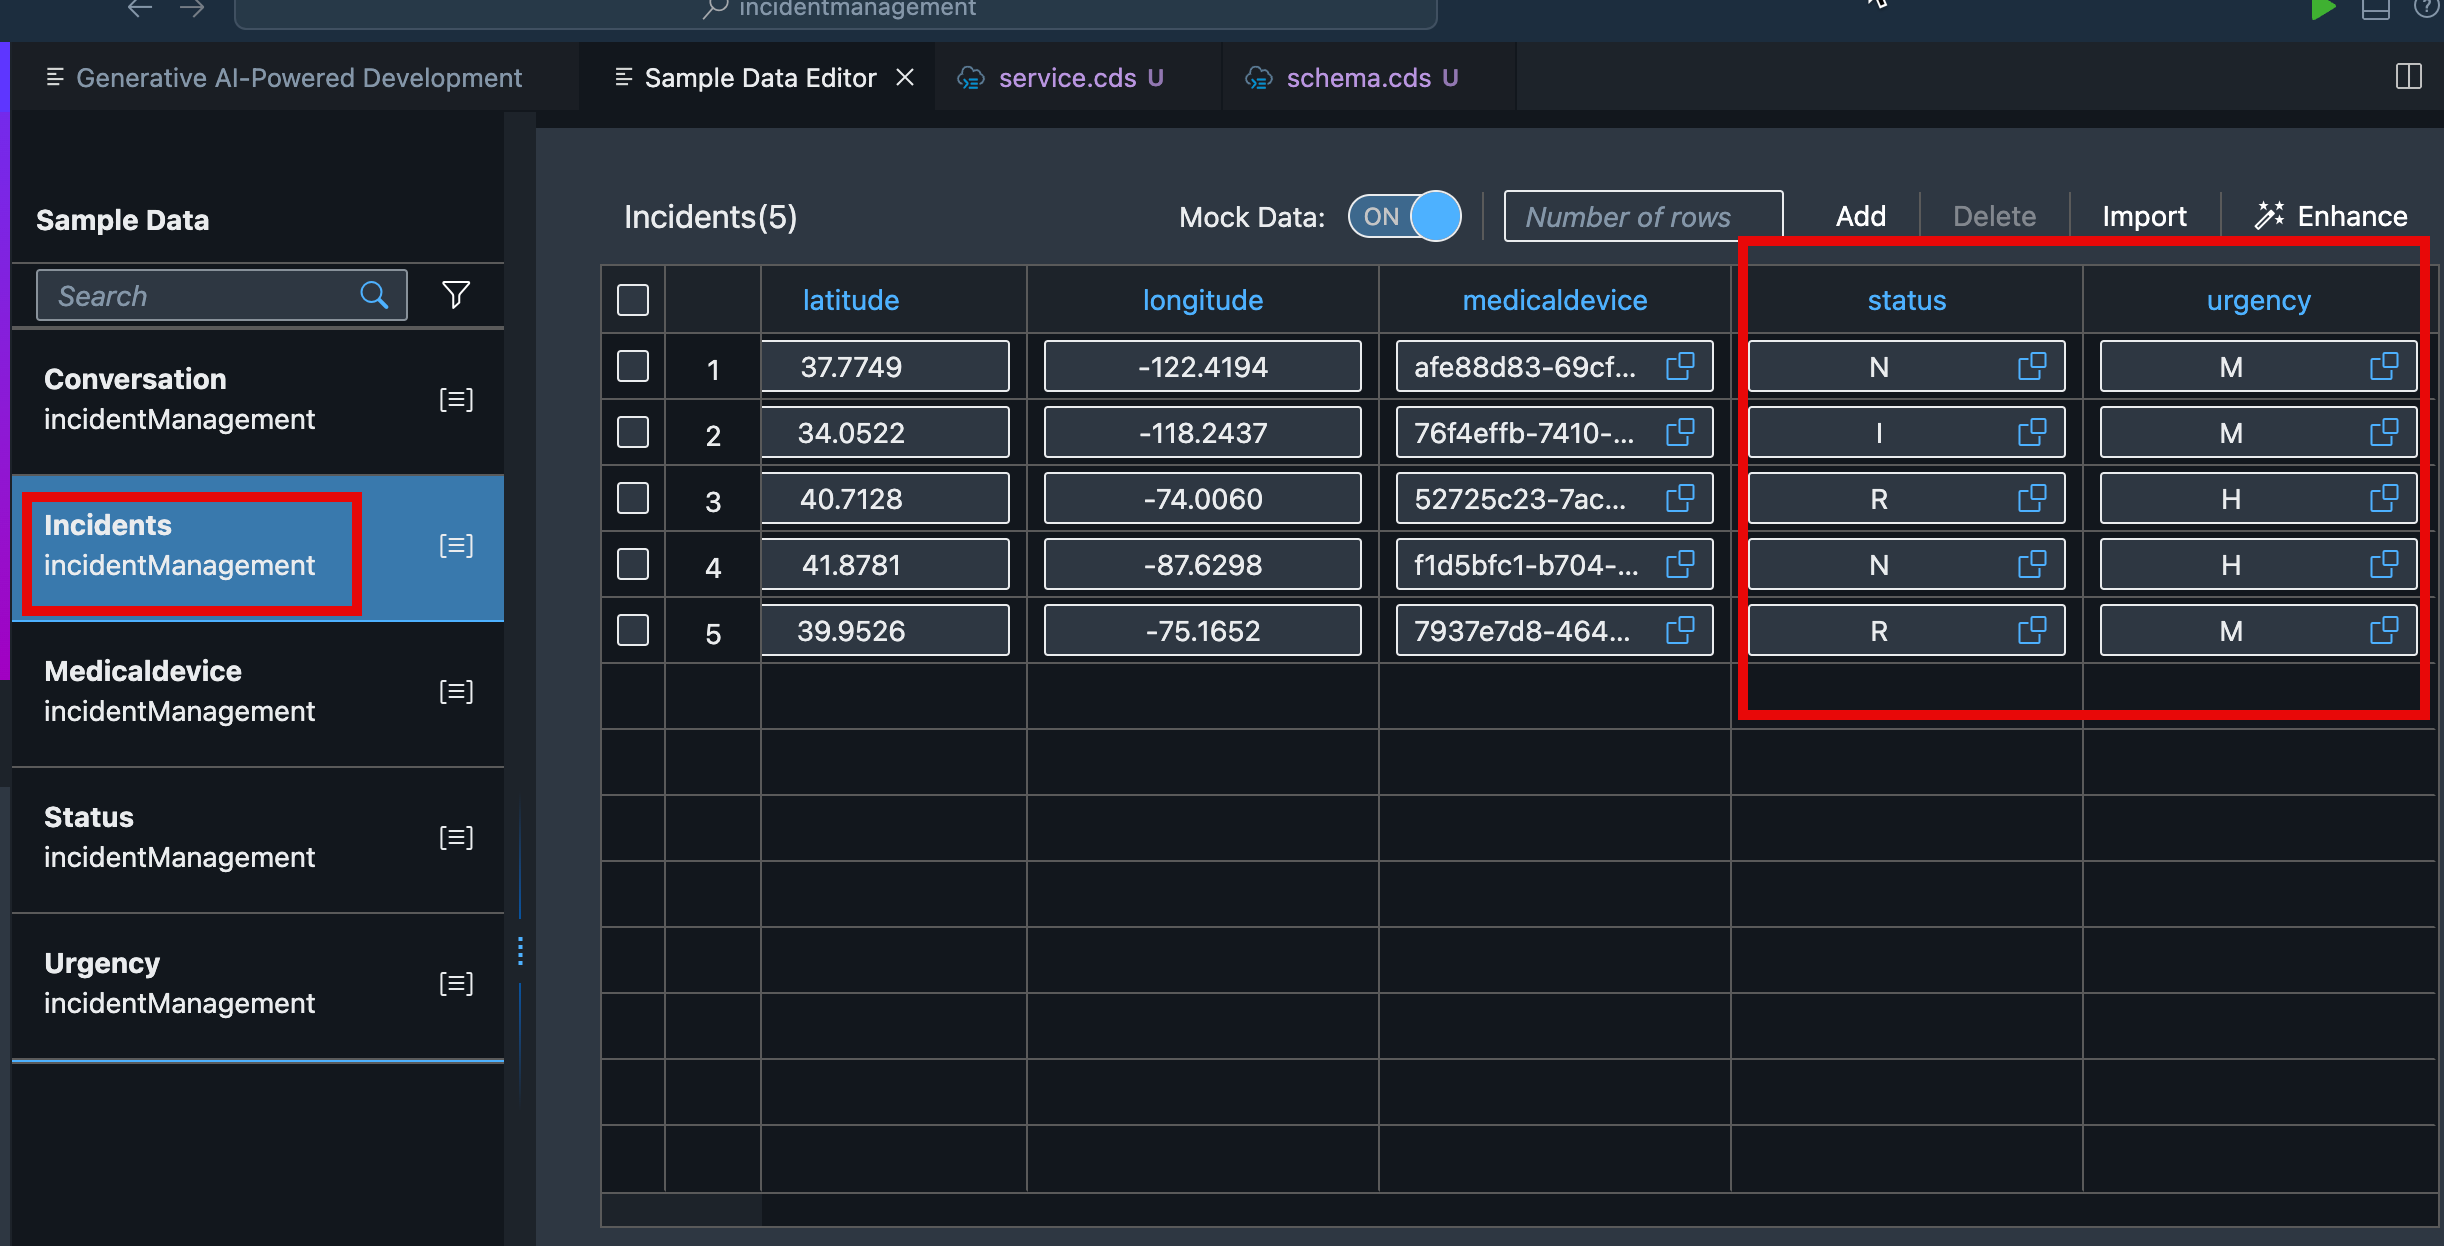 incidentmanagement
Generative AI-Powered Development
Sample Data Editor
service.cds U
schema.cds U
Sample Data
Search
Conversation
incidentManagement
Incidents
incidentManagement
Medicaldevice
incidentManagement
Status
incidentManagement
Urgency
incidentManagement
Incidents(5)
Mock Data: ON Number of rows Add Delete Import Enhance
latitude longitude medicaldevice status urgency
1 37.7749 -122.4194 afe88d83-69cf... N M
2 34.0522 -118.2437 76f4effb-7410-... I M
3 40.7128 -74.0060 52725c23-7ac... R H
4 41.8781 -87.6298 f1d5bfc1-b704-... N H
5 39.9526 -75.1652 7937e7d8-464... R M